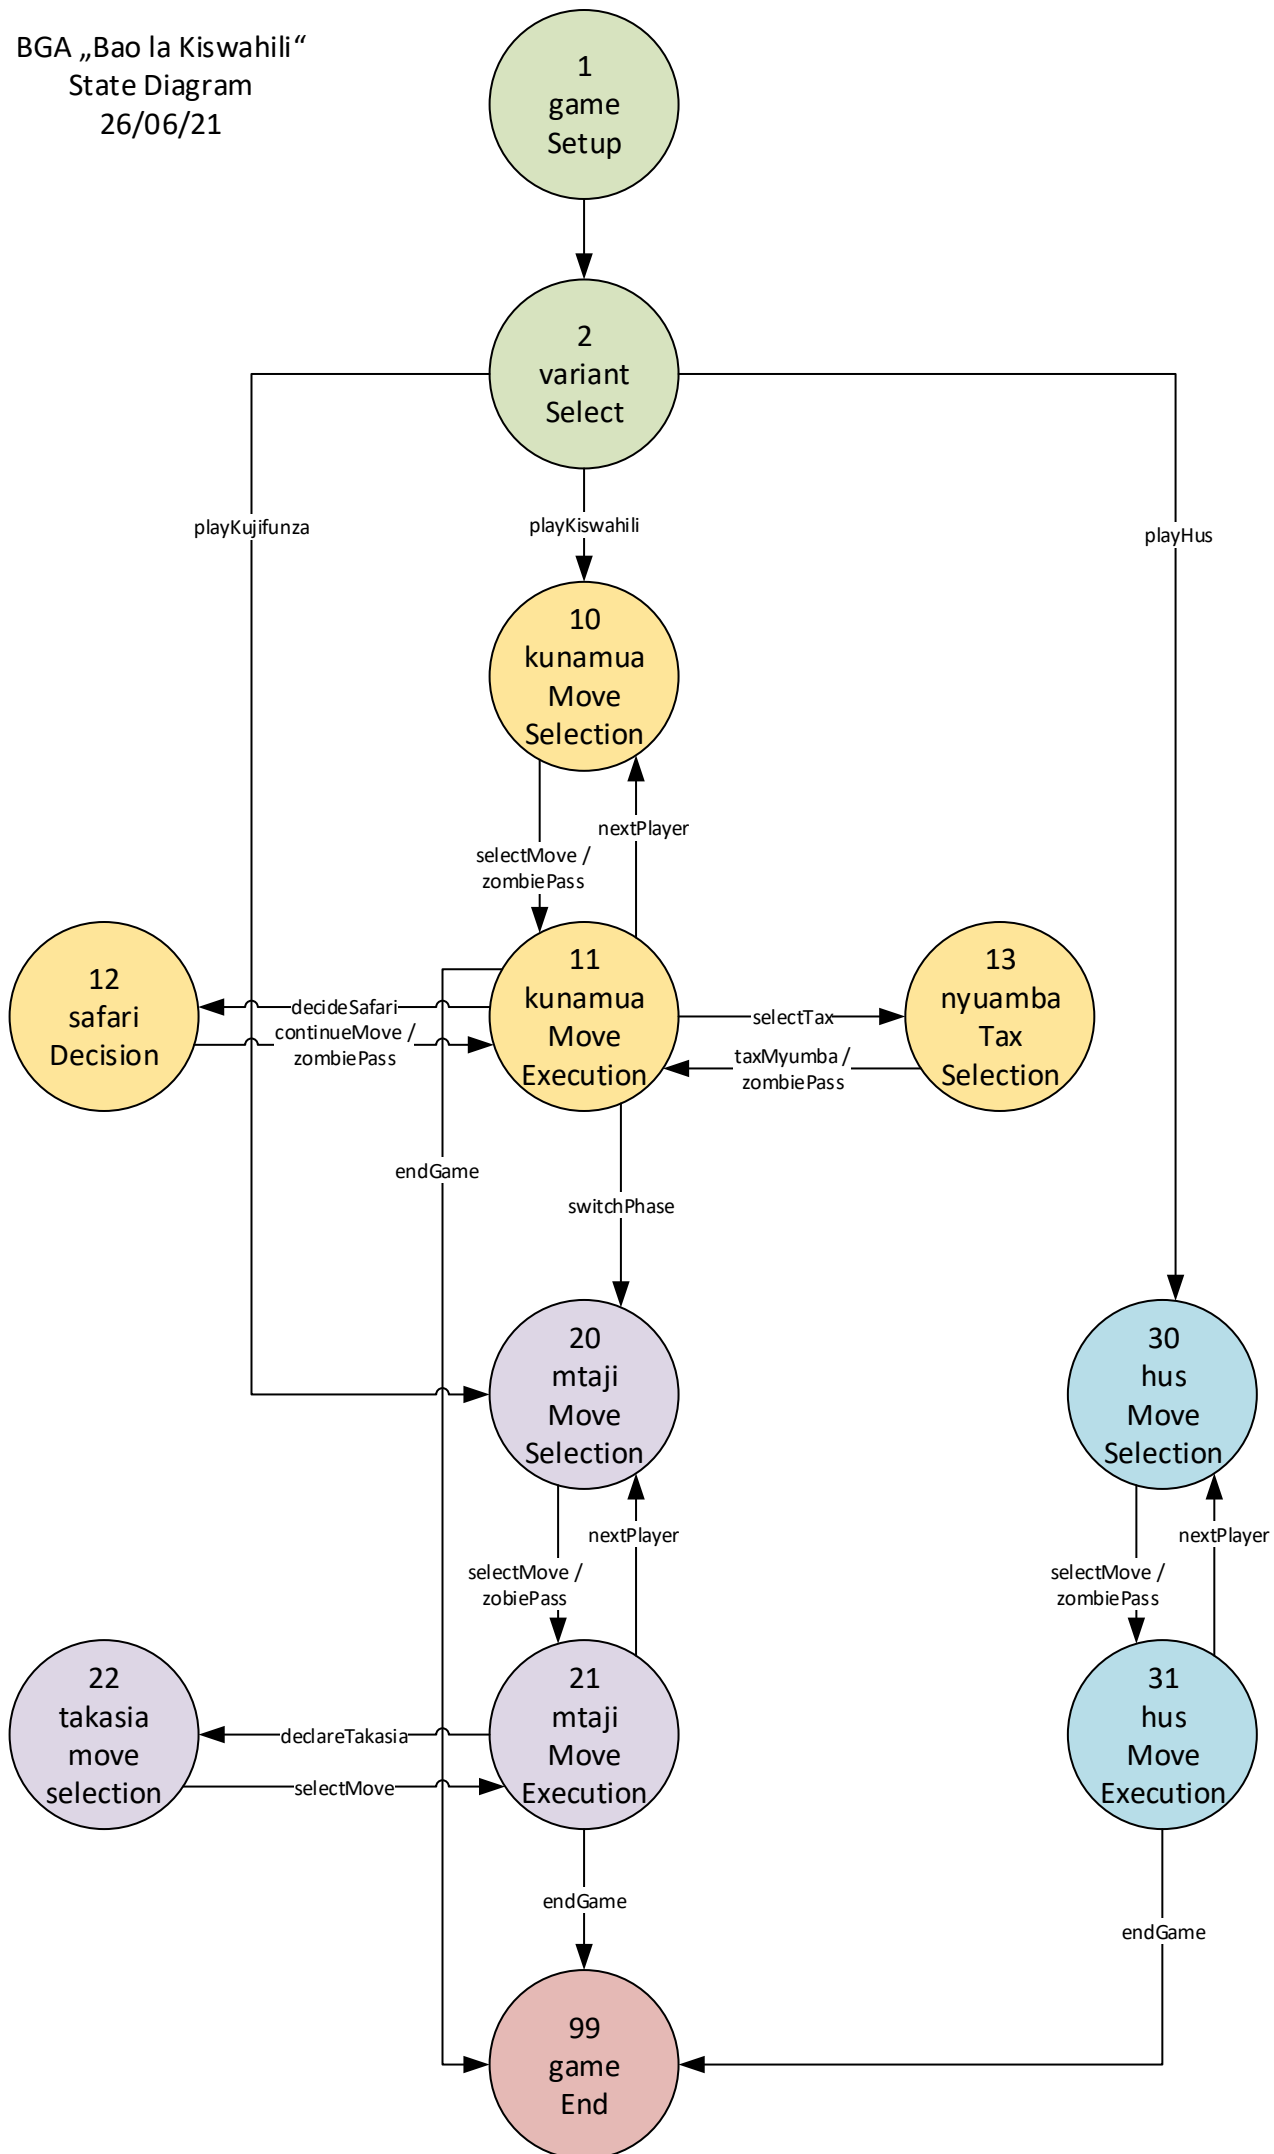 BGA „Bao la Kiswahili“
State Diagram
26/06/21
1
game
Setup
2
variant
Select
playKujifunza
playKiswahili
playHus
10
kunamua
Move
Selection
nextPlayer
selectMove /
zombiePass
12
safari
Decision
decideSafari
continueMove /
zombiePass
11
kunamua
Move
Execution
selectTax
taxMyumba /
zombiePass
13
nyuamba
Tax
Selection
endGame
switchPhase
20
mtaji
Move
Selection
30
hus
Move
Selection
nextPlayer
selectMove /
zobiePass
nextPlayer
selectMove /
zombiePass
22
takasia
move
selection
declareTakasia
selectMove
21
mtaji
Move
Execution
31
hus
Move
Execution
endGame
endGame
99
game
End